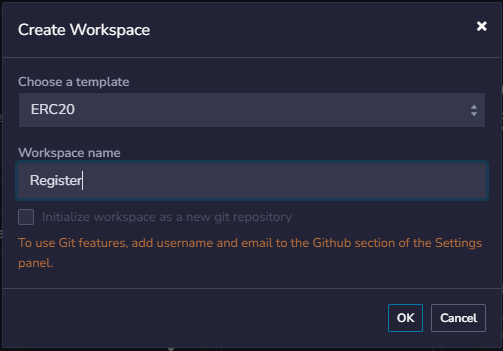 Create Workspace
Choose a template
ERC20
Workspace name
Register
Initialize workspace as a new git repository
To use Git features, add username and email to the Github section of the Settings
panel.
OK
Cancel